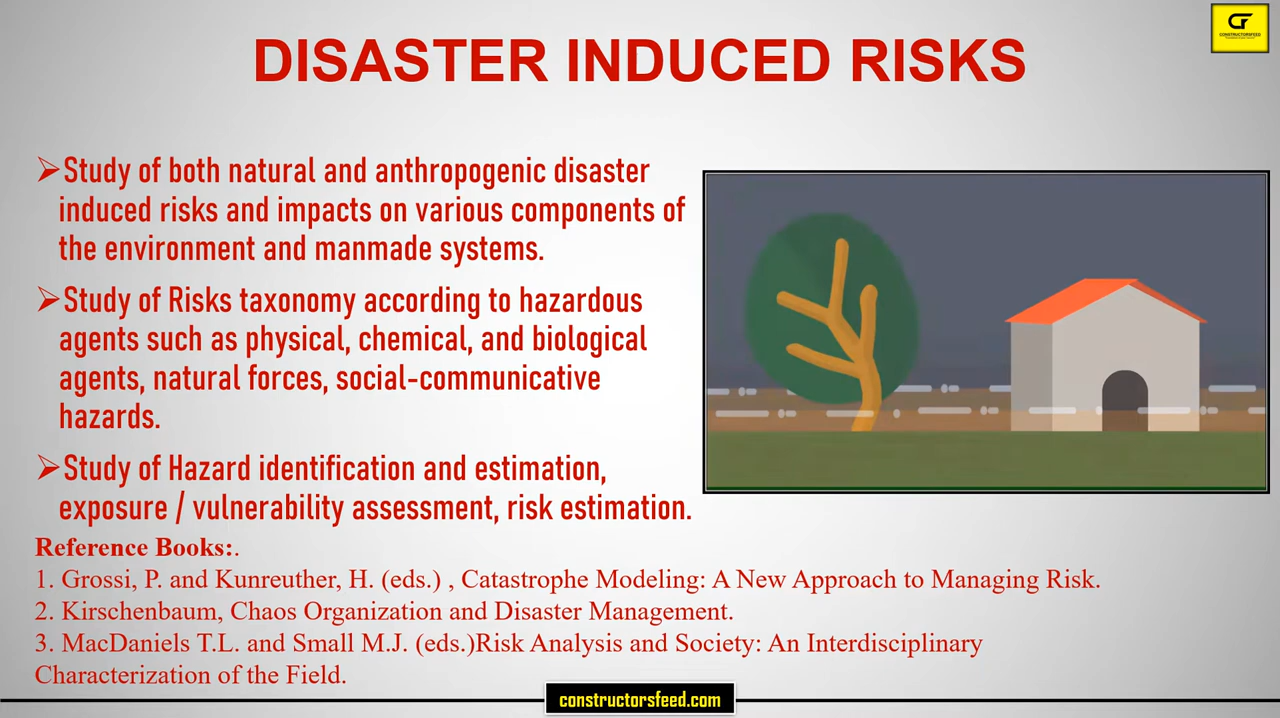 DISASTER INDUCED RISKS
CONSTRUCTORSFEED
➢Study of both natural and anthropogenic disaster
induced risks and impacts on various components of
the environment and manmade systems.
➢Study of Risks taxonomy according to hazardous
agents such as physical, chemical, and biological
agents, natural forces, social-communicative
hazards.
➢Study of Hazard identification and estimation,
exposure / vulnerability assessment, risk estimation.
Reference Books:.
1. Grossi, P. and Kunreuther, H. (eds.) , Catastrophe Modeling: A New Approach to Managing Risk.
2. Kirschenbaum, Chaos Organization and Disaster Management.
3. MacDaniels T.L. and Small M.J. (eds.)Risk Analysis and Society: An Interdisciplinary
Characterization of the Field.
constructorsfeed.com